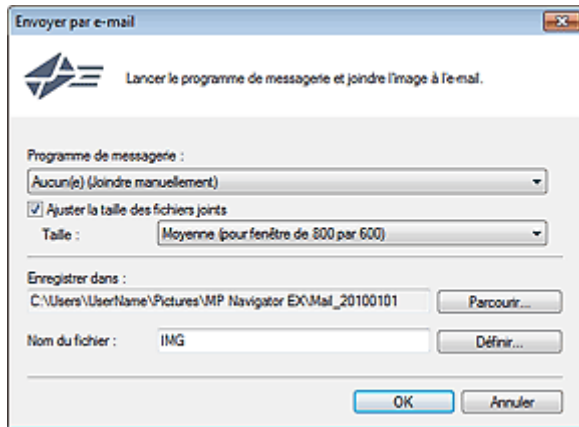 Envoyer par e-mail
Lancer le programme de messagerie et joindre l'image à l'e-mail.
Programme de messagerie :
Aucun(e) (Joindre manuellement)
Ajuster la taille des fichiers joints
Taille :
Moyenne (pour fenêtre de 800 par 600)
Enregistrer dans :
C:\Users\UserName\Pictures\MP Navigator EX\Mail_20100101
Parcourir...
Nom du fichier :
IMG
Définir...
OK
Annuler